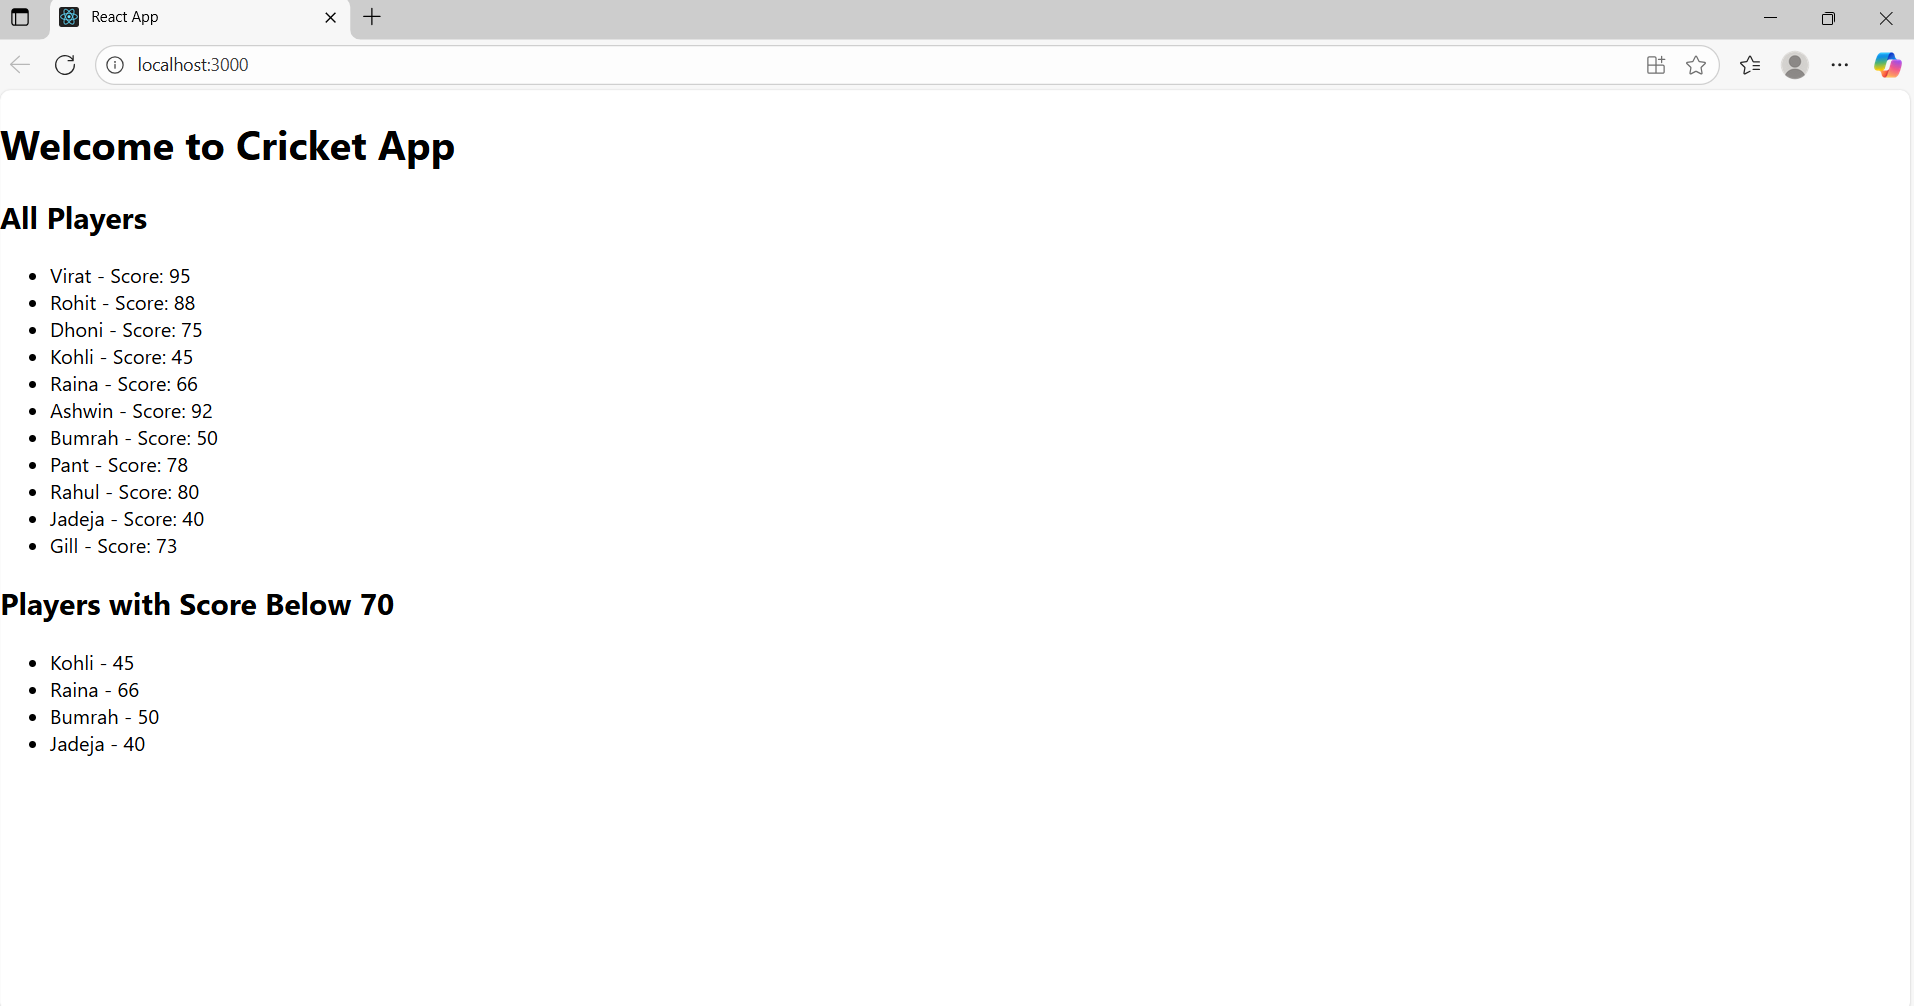 React App
localhost:3000
Welcome to Cricket App
All Players
Virat - Score: 95
Rohit - Score: 88
Dhoni - Score: 75
Kohli - Score: 45
Raina - Score: 66
Ashwin - Score: 92
Bumrah - Score: 50
Pant - Score: 78
Rahul - Score: 80
Jadeja - Score: 40
Gill - Score: 73
Players with Score Below 70
Kohli - 45
Raina - 66
Bumrah - 50
Jadeja - 40